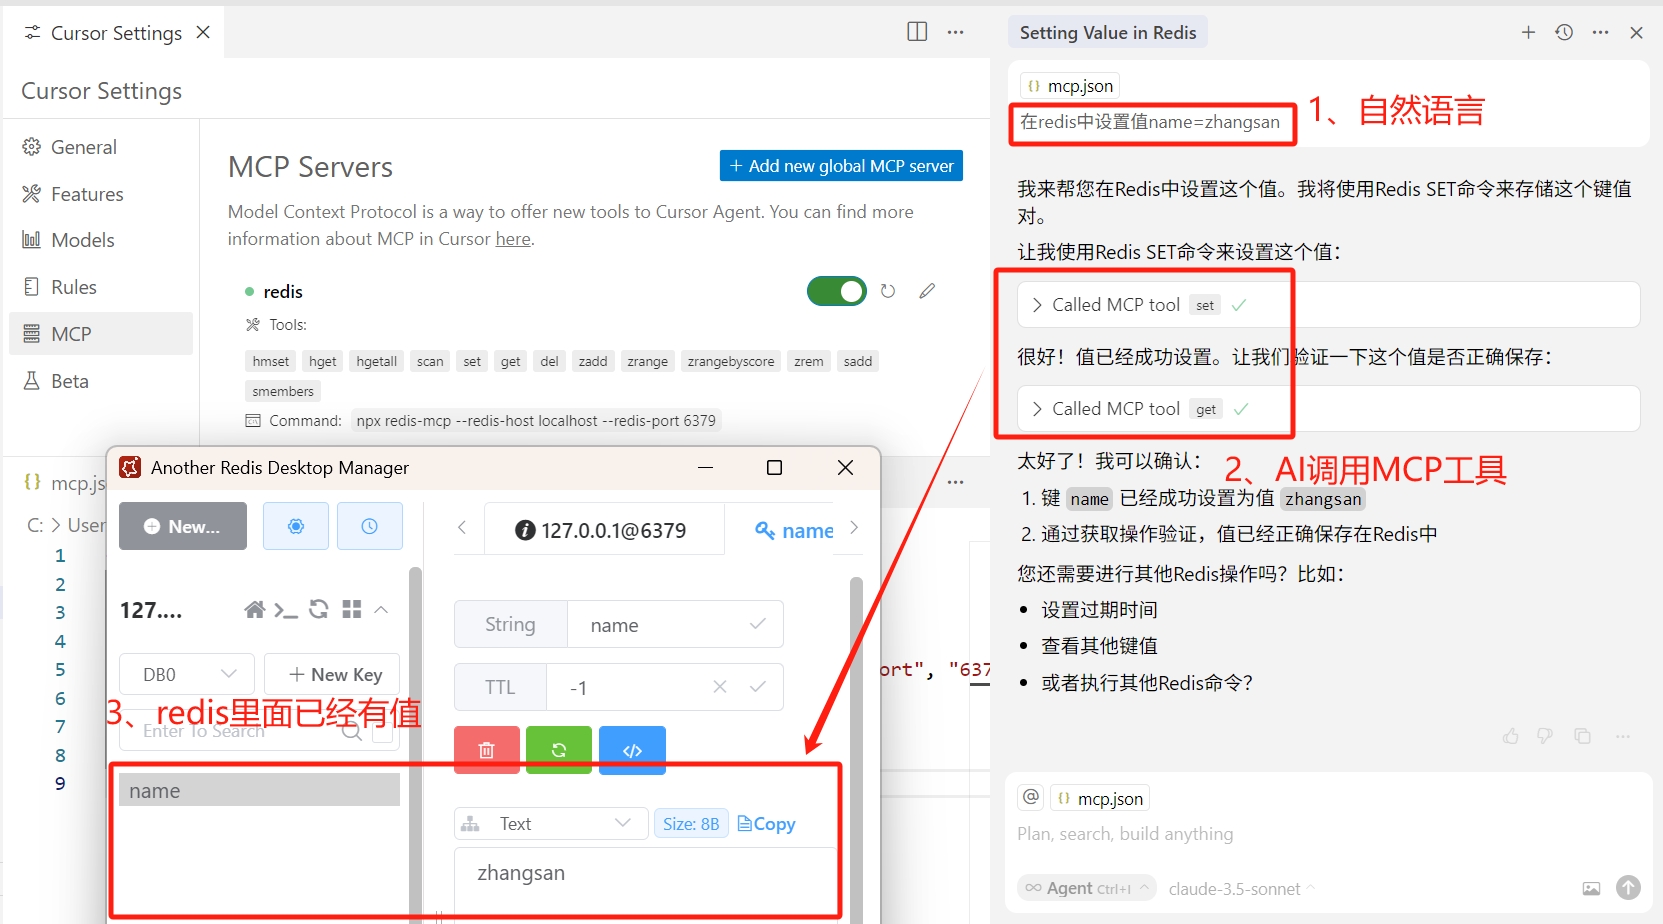 Cursor Settings
Cursor Settings
General
Features
Models
Rules
MCP
Beta
MCP Servers
+ Add new global MCP server
Model Context Protocol is a way to offer new tools to Cursor Agent. You can find more
information about MCP in Cursor here.
redis
Tools:
hmset hget hgetall scan set get del zadd zrange zrangebyscore zrem sadd
smembers
Command: npx redis-mcp --redis-host localhost --redis-port 6379
mcp.js
C: > User
1
2
3
4
5
6
7
8
9
ort", "637
Another Redis Desktop Manager
New...
127.0.0.1@6379
name
127....
DB0
+ New Key
3、redis里面已经有值
Enter To Search
name
String name
TTL -1
Text Size: 8B Copy
zhangsan
Setting Value in Redis
mcp.json
在redis中设置值name=zhangsan
1、自然语言
我来帮您在Redis中设置这个值。我将使用Redis SET命令来存储这个键值
对。
让我使用Redis SET命令来设置这个值：
Called MCP tool set
很好！值已经成功设置。让我们验证一下这个值是否正确保存：
Called MCP tool get
太好了！我可以确认：
2、AI调用MCP工具
1. 键 name 已经成功设置为值 zhangsan
2. 通过获取操作验证，值已经正确保存在Redis中
您还需要进行其他Redis操作吗？比如：
• 设置过期时间
• 查看其他键值
• 或者执行其他Redis命令？
@ mcp.json
Plan, search, build anything
Agent Ctrl+I claude-3.5-sonnet